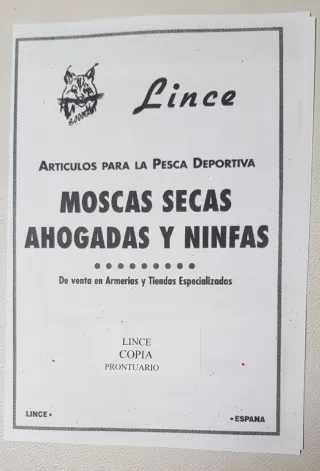 Lince
ARTICULOS PARA LA PESCA DEPORTIVA
MOSCAS SECAS
AHOGADAS Y NINFAS
De venta en Armerias y Tiendas Especializadas
LINCE
COPIA
PRONTUARIO
LINCE •
• ESPANA